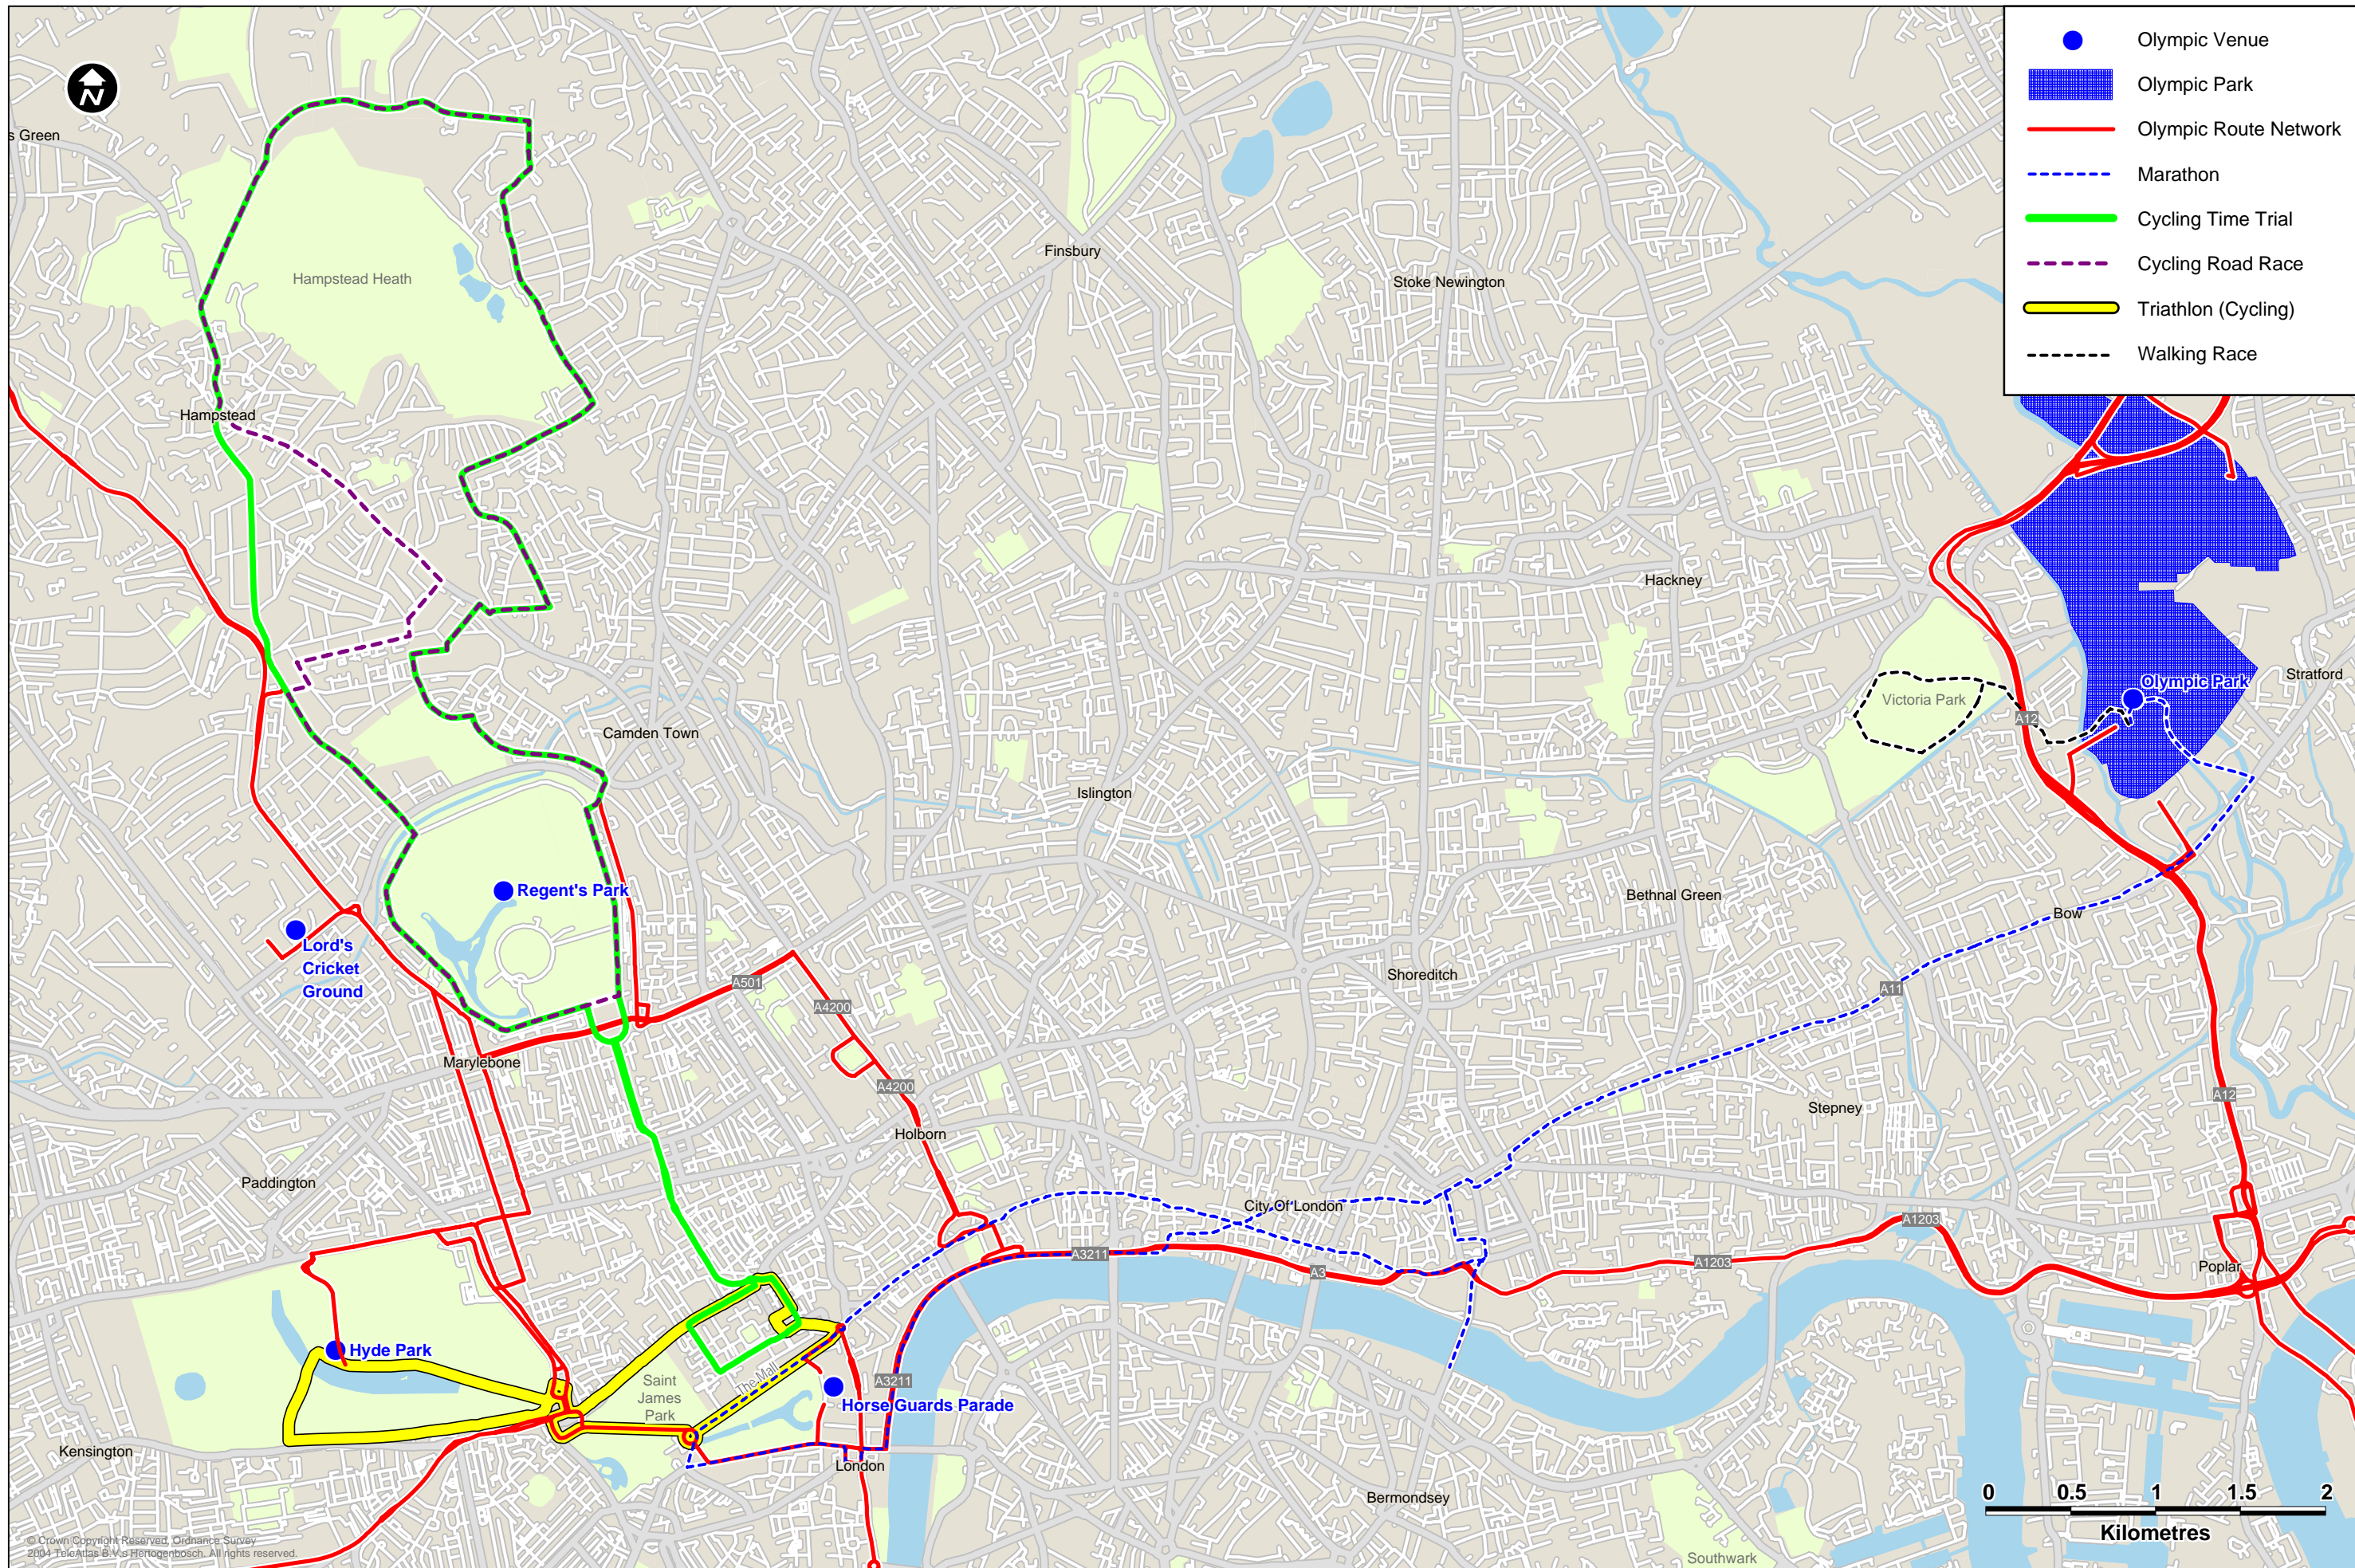 Olympic Venue
Olympic Park
Olympic Route Network
Marathon
Cycling Time Trial
Cycling Road Race
Triathlon (Cycling)
Walking Race
N
s Green
Finsbury
Hampstead Heath
Stoke Newington
Hampstead
Hackney
Stratford
Olympic Park
Victoria Park
A12
Camden Town
Islington
Regent's Park
Bethnal Green
Bow
Lord's
Cricket
Ground
Shoreditch
A501
A11
A4200
Marylebone
A4200
A12
Stepney
Holborn
Paddington
City Of London
A1203
A3211
A1203
A3
Poplar
Hyde Park
The Mall
Saint
James
Park
A3211
Horse Guards Parade
Kensington
London
Bermondsey
0 0.5 1 1.5 2
Kilometres
© Crown Copyright Reserved, Ordnance Survey
2004 TeleAtlas B.V.s Hertogenbosch. All rights reserved.
Southwark